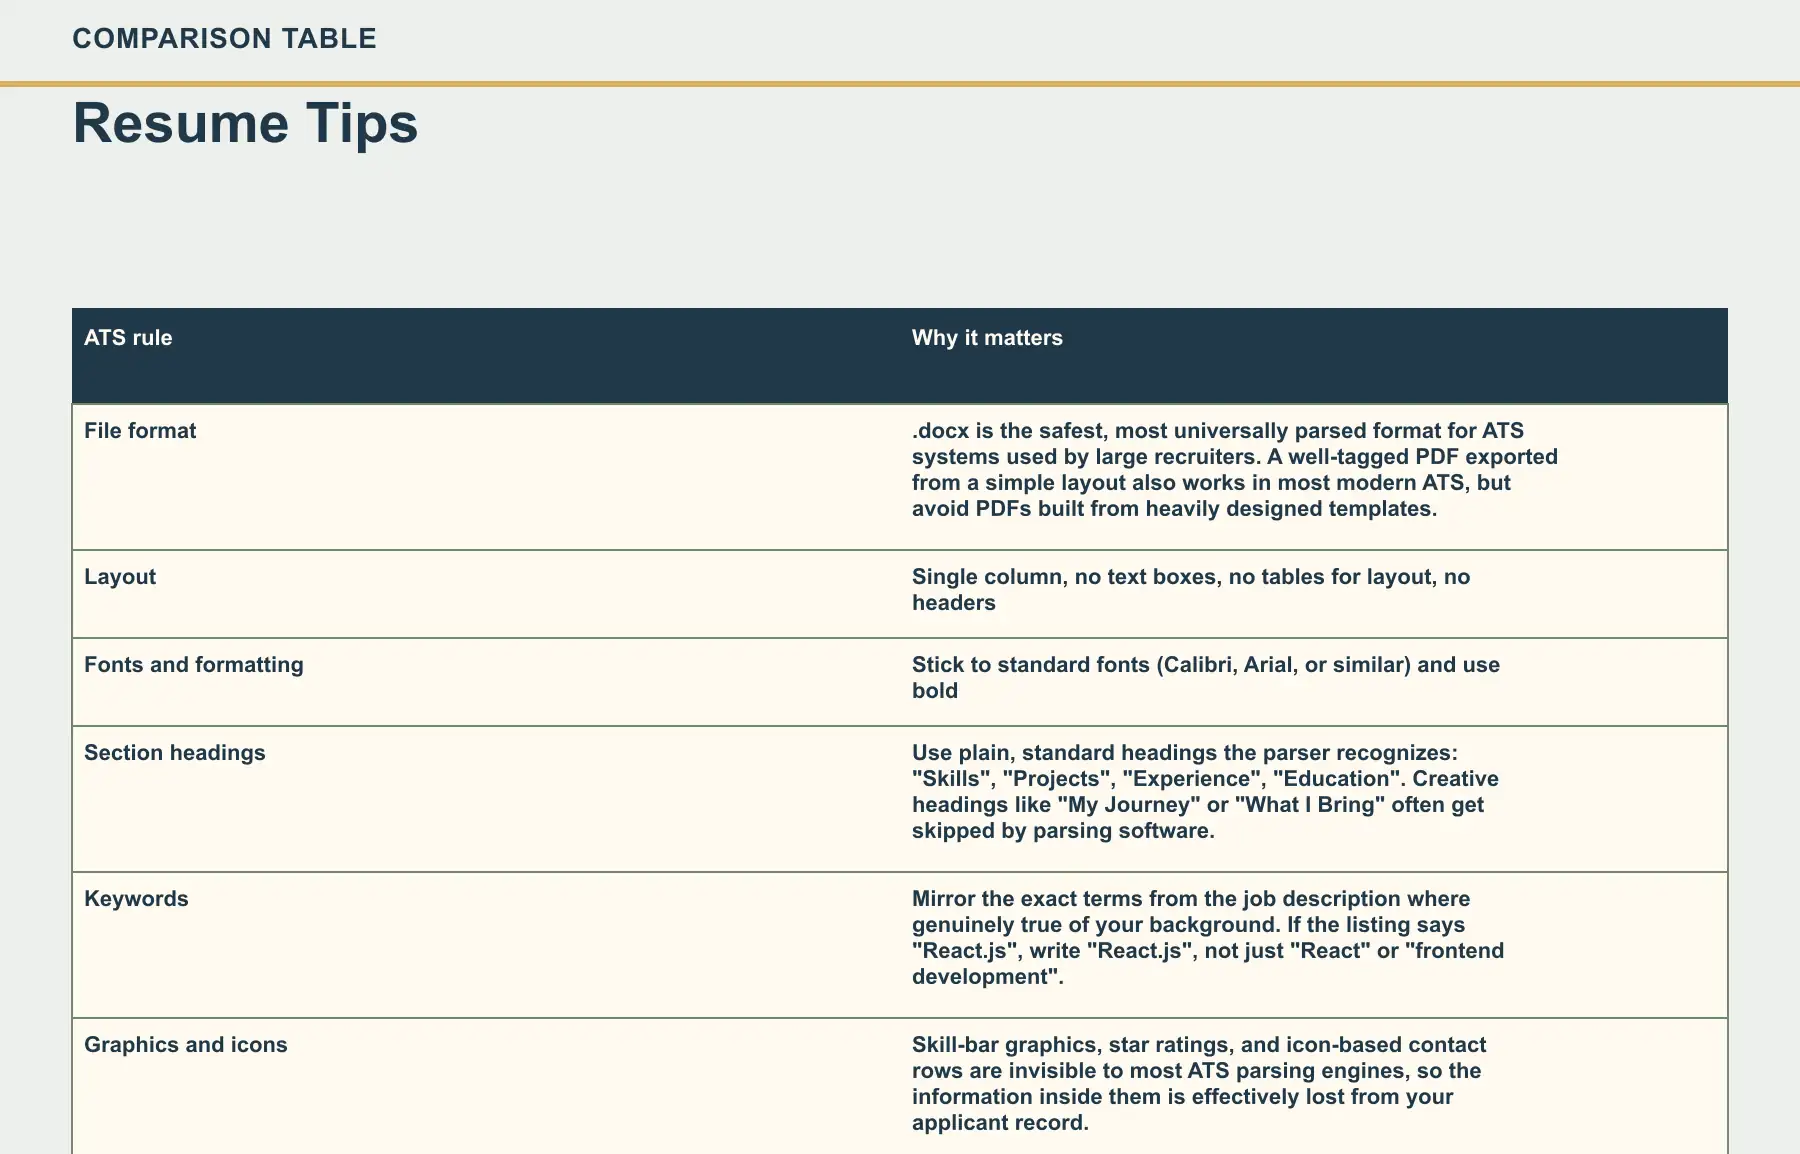 COMPARISON TABLE
Resume Tips
ATS rule
Why it matters
File format
.docx is the safest, most universally parsed format for ATS
systems used by large recruiters. A well-tagged PDF exported
from a simple layout also works in most modern ATS, but
avoid PDFs built from heavily designed templates.
Layout
Single column, no text boxes, no tables for layout, no
headers
Fonts and formatting
Stick to standard fonts (Calibri, Arial, or similar) and use
bold
Section headings
Use plain, standard headings the parser recognizes:
"Skills", "Projects", "Experience", "Education". Creative
headings like "My Journey" or "What I Bring" often get
skipped by parsing software.
Keywords
Mirror the exact terms from the job description where
genuinely true of your background. If the listing says
"React.js", write "React.js", not just "React" or "frontend
development".
Graphics and icons
Skill-bar graphics, star ratings, and icon-based contact
rows are invisible to most ATS parsing engines, so the
information inside them is effectively lost from your
applicant record.